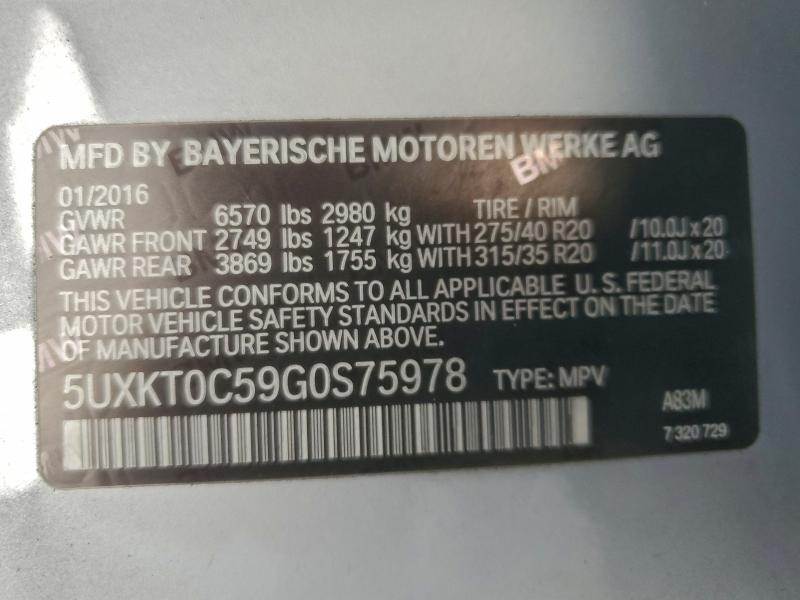 MFD BY BAYERISCHE MOTOREN WERKE AG
01/2016 TIRE / RIM
GVWR 6570 lbs 2980 kg
GAWR FRONT 2749 lbs 1247 kg WITH 275/40 R20 /10.0J x 20
GAWR REAR 3869 lbs 1755 kg WITH 315/35 R20 /11.0J x 20
THIS VEHICLE CONFORMS TO ALL APPLICABLE U.S. FEDERAL
MOTOR VEHICLE SAFETY STANDARDS IN EFFECT ON THE DATE
OF MANUFACTURE SHOWN ABOVE.
5UXKT0C59G0S75978 TYPE: MPV
A83M
7 320 729